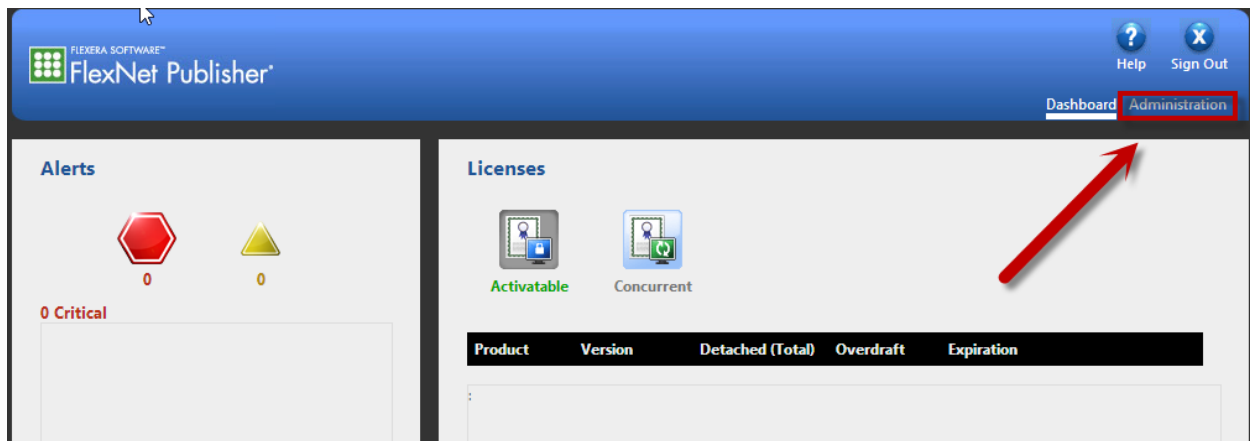 FLEXERA SOFTWARE™
FlexNet Publisher®
? X
Help Sign Out
Dashboard Administration
Alerts
0 0
0 Critical
Licenses
Activatable Concurrent
Product Version Detached (Total) Overdraft Expiration
: